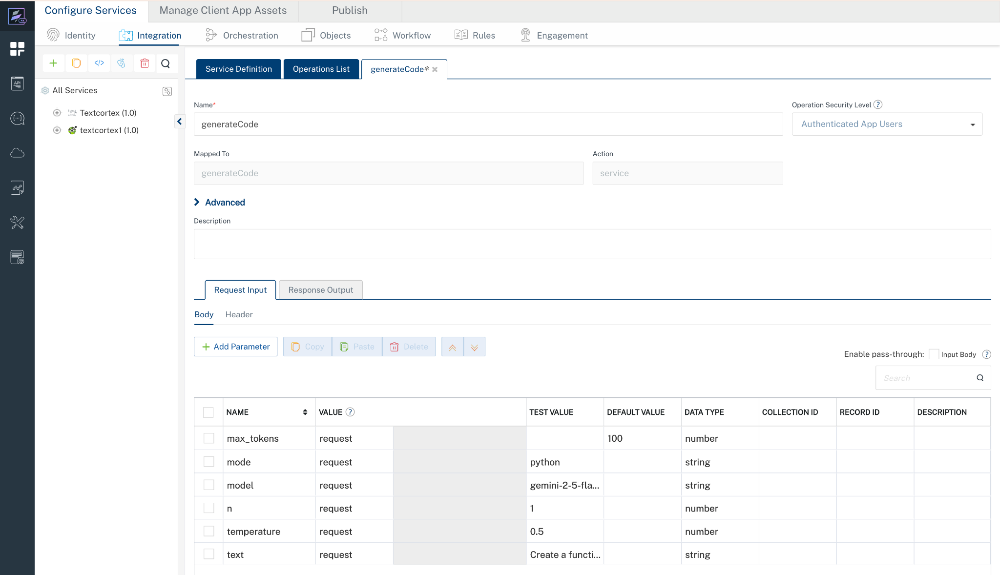 Configure Services
Manage Client App Assets
Publish
Identity
Integration
Orchestration
Objects
Workflow
Rules
Engagement
API
</>
Service Definition
Operations List
generateCode*
All Services
Textcortex (1.0)
textcortex1 (1.0)
Name*
Operation Security Level ?
generateCode
Authenticated App Users
Mapped To
Action
generateCode
service
Advanced
Description
Request Input
Response Output
Body
Header
Add Parameter
Copy
Paste
Delete
Enable pass-through: Input Body ?
Search
NAME VALUE ? TEST VALUE DEFAULT VALUE DATA TYPE COLLECTION ID RECORD ID DESCRIPTION
max_tokens request 100 number
mode request python string
model request gemini-2-5-fla... string
n request 1 number
temperature request 0.5 number
text request Create a functi... string